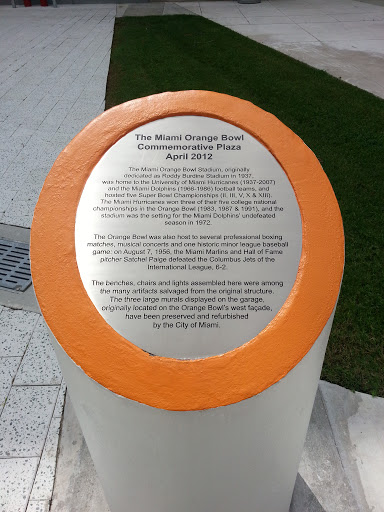 The Miami Orange Bowl
Commemorative Plaza
April 2012
The Miami Orange Bowl Stadium, originally
dedicated as Roddy Burdine Stadium in 1937
was home to the University of Miami Hurricanes (1937-2007)
and the Miami Dolphins (1966-1986) football teams, and
hosted five Super Bowl Championships (II, III, V, X & XIII).
The Miami Hurricanes won three of their five college national
championships in the Orange Bowl (1983, 1987 & 1991), and the
stadium was the setting for the Miami Dolphins' undefeated
season in 1972.
The Orange Bowl was also host to several professional boxing
matches, musical concerts and one historic minor league baseball
game: on August 7, 1956, the Miami Marlins and Hall of Fame
pitcher Satchel Paige defeated the Columbus Jets of the
International League, 6-2.
The benches, chairs and lights assembled here were among
the many artifacts salvaged from the original structure.
The three large murals displayed on the garage,
originally located on the Orange Bowl's west façade,
have been preserved and refurbished
by the City of Miami.